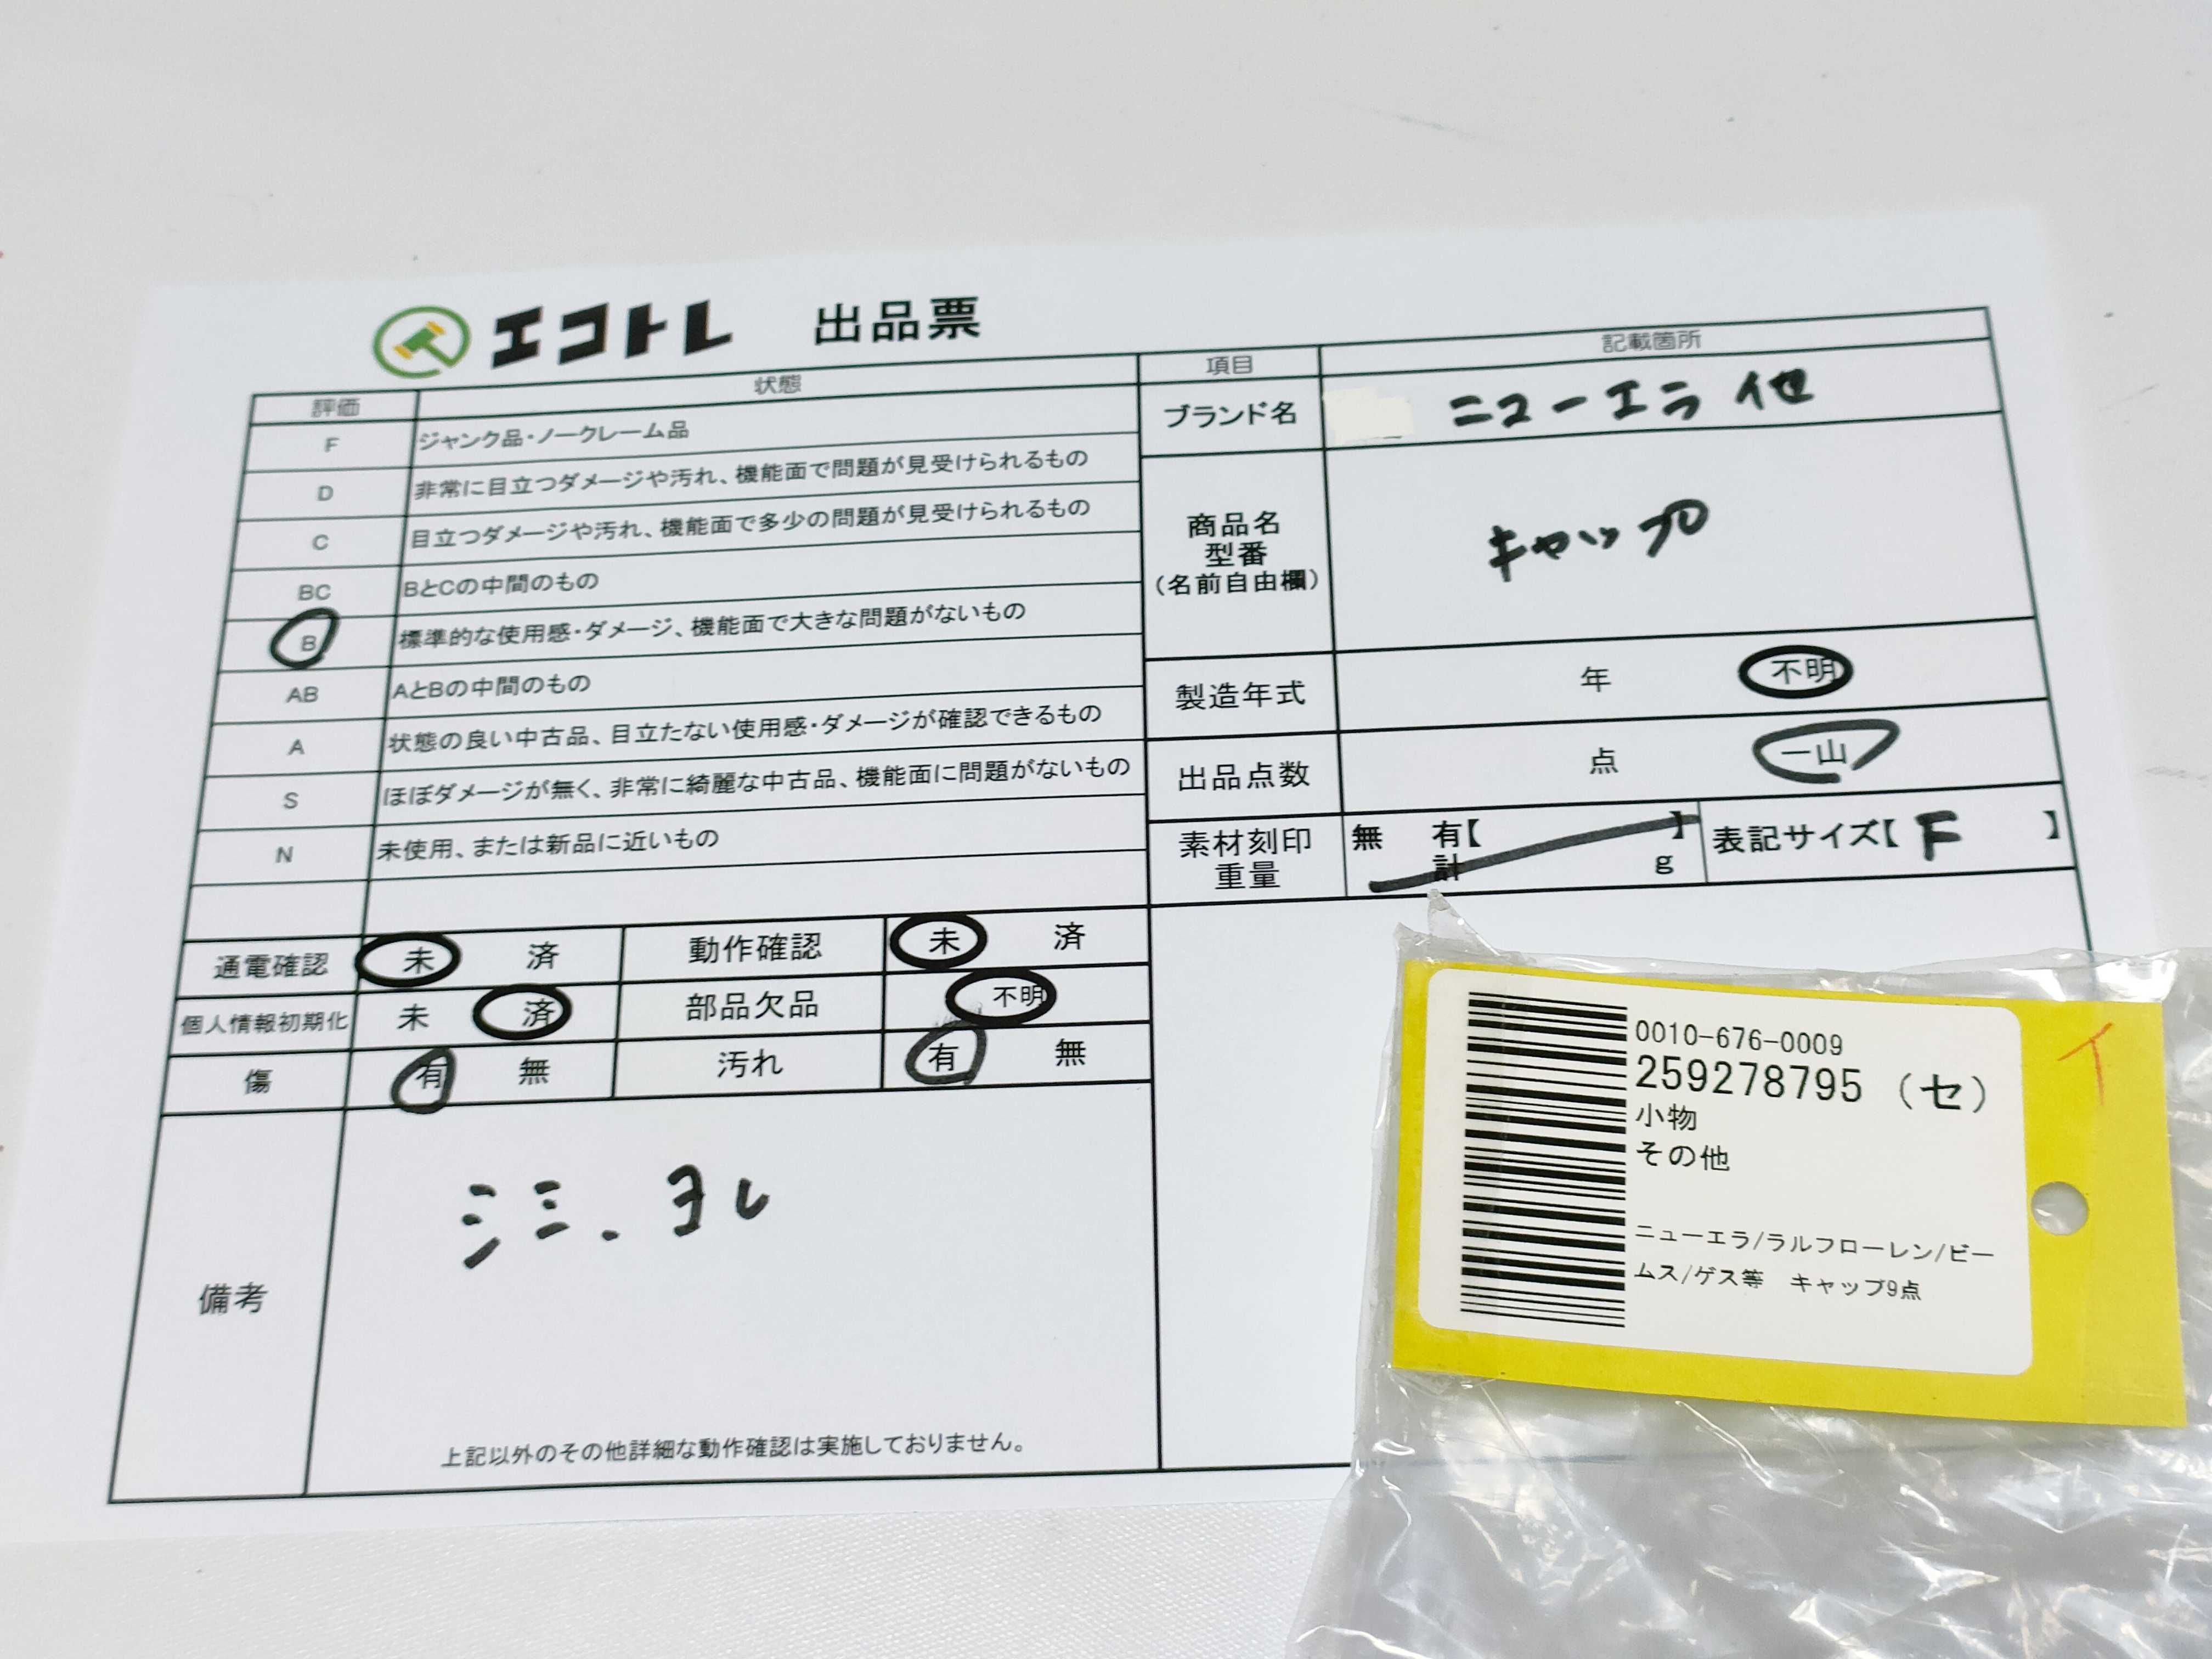 エコトレ 出品票
評価 状態
F ジャンク品・ノークレーム品
D 非常に目立つダメージや汚れ、機能面で問題が見受けられるもの
C 目立つダメージや汚れ、機能面で多少の問題が見受けられるもの
BC BとCの中間のもの
B 標準的な使用感・ダメージ、機能面で大きな問題がないもの
AB AとBの中間のもの
A 状態の良い中古品、目立たない使用感・ダメージが確認できるもの
S ほぼダメージが無く、非常に綺麗な中古品、機能面に問題がないもの
N 未使用、または新品に近いもの
項目 記載箇所
ブランド名 ニューエラ 他
商品名
型番
(名前自由欄)
キャップ
製造年式 年 不明
出品点数 点 一山
素材刻印 無 有【 】
重量 計 g
表記サイズ【 F 】
通電確認 未 済 動作確認 未 済
個人情報初期化 未 済 部品欠品 不明
傷 有 無 汚れ 有 無
備考
シミ、ヨレ
上記以外のその他詳細な動作確認は実施しておりません。
0010-676-0009
259278795 (セ)
小物
その他
ニューエラ/ラルフローレン/ビー
ムス/ゲス等 キャップ9点
イ